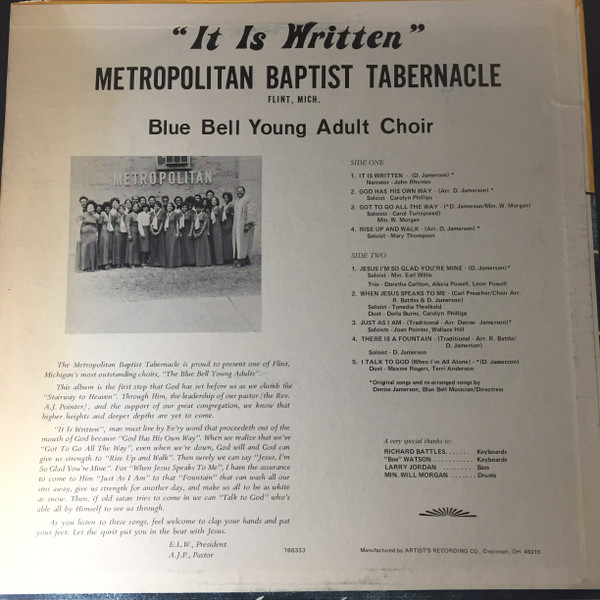 "It Is Written"
METROPOLITAN BAPTIST TABERNACLE
FLINT, MICH.
Blue Bell Young Adult Choir
METROPOLITAN
The Metropolitan Baptist Tabernacle is proud to present one of Flint,
Michigan's most outstanding choirs, "The Blue Bell Young Adults".
This album is the first step that God has set before us as we clumb the
"Stairway to Heaven". Through Him, the leadership of our pastor (the Rev.
A.J. Pointer), and the support of our great congregation, we know that
higher heights and deeper depths are yet to come.
"It Is Written", man must live by Ev'ry word that proceedeth out of the
mouth of God because "God Has His Own Way". When we realize that we're
"Got To Go All The Way", even when we're down, God will and God can
give us strength to "Rise Up and Walk". Then surely we can say "Jesus, I'm
So Glad You're Mine". For "When Jesus Speaks To Me", I have the assurance
to come to Him "Just As I Am" to that "Fountain" that can wash all our
sins away, give us strength for another day, and make us all to be as white
as snow. Then, if old satan tries to come in we can "Talk to God" who's
able all by Himself to see us through.
As you listen to these songs, feel welcome to clap your hands and pat
your feet. Let the spirit put you in the beat with Jesus.
E.L.W., President
A.J.P., Pastor
SIDE ONE
1. IT IS WRITTEN - (D. Jamerson)*
Narrator - John Rhymes
2. GOD HAS HIS OWN WAY - (Arr. D. Jamerson)*
Soloist - Carolyn Phillips
3. GOT TO GO ALL THE WAY - (*D. Jamerson/Min. W. Morgan)
Soloists - Carol Turnipseed/
Min. W. Morgan
4. RISE UP AND WALK - (Arr. D. Jamerson)*
Soloist - Mary Thompson
SIDE TWO
1. JESUS I'M SO GLAD YOU'RE MINE - (D. Jamerson)*
Soloist - Min. Earl Willis
Trio - Doretha Carlton, Alexia Powell, Leon Powell
2. WHEN JESUS SPEAKS TO ME - (Carl Preacher/Choir Arr.
R. Battles & D. Jamerson)
Soloist - Tonedia Thralkeld
Duet - Darla Burns, Carolyn Phillips
3. JUST AS I AM - (Traditional - Arr. Denise Jamerson)*
Soloists - Joan Pointer, Wallace Hill
4. THERE IS A FOUNTAIN - (Traditional - Arr. R. Battle/
D. Jamerson)
Soloist - D. Jamerson
5. I TALK TO GOD (When I'm All Alone) - *(D. Jamerson)
Duet - Maxine Rogers, Terri Anderson
*Original songs and re-arranged songs by
Denise Jamerson, Blue Bell Musician/Directress
A very special thanks to:
RICHARD BATTLES....... Keyboards
"Boe" WATSON ......... Keyboards
LARRY JORDAN ......... Bass
MIN. WILL MORGAN ....... Drums
760333
Manufactured by ARTIST'S RECORDING CO., Cincinnati, OH 45215